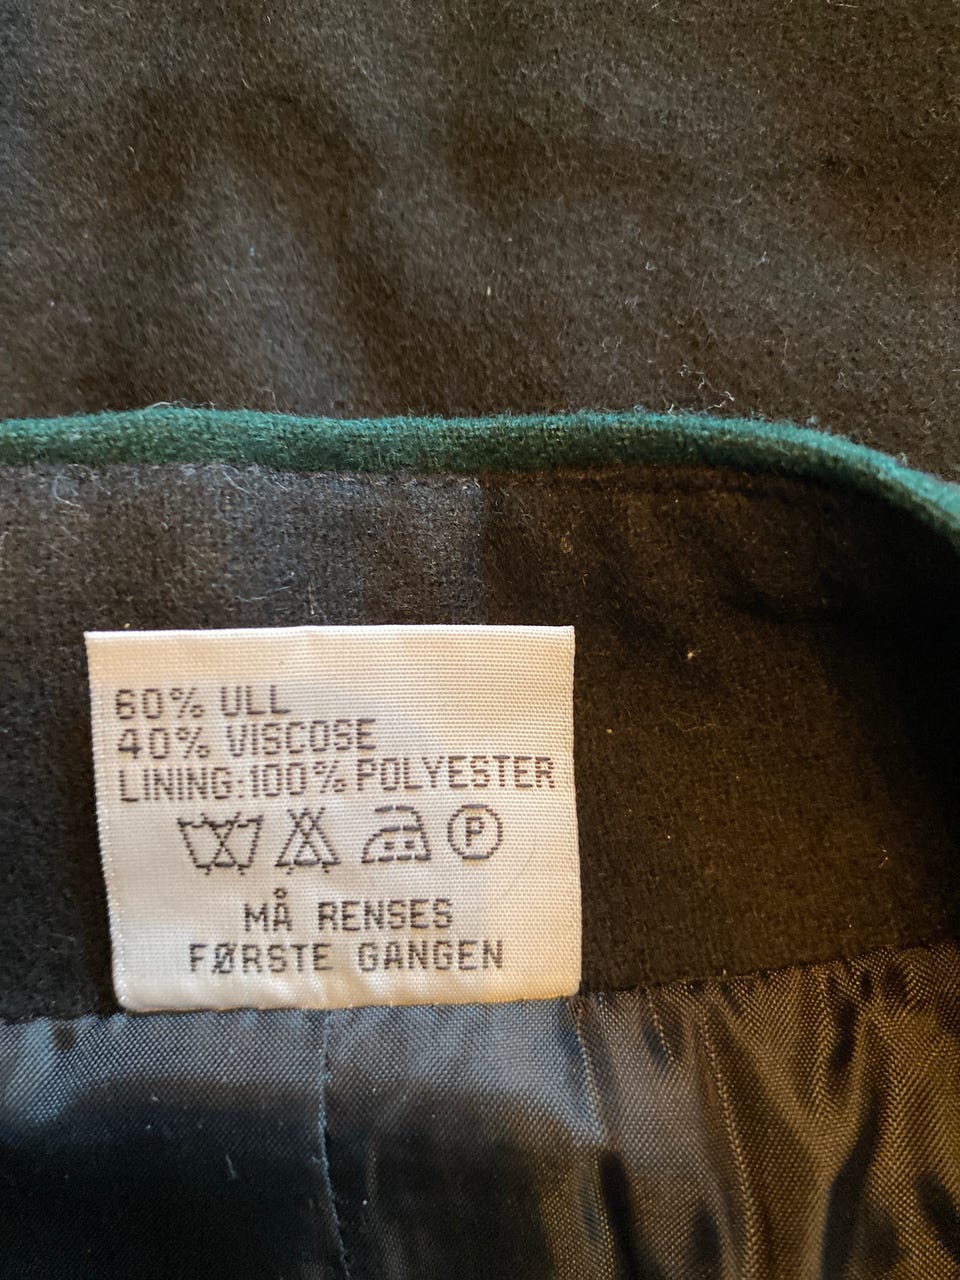 60% ULL
40% VISCOSE
LINING:100% POLYESTER
P
MÅ RENSES
FØRSTE GANGEN